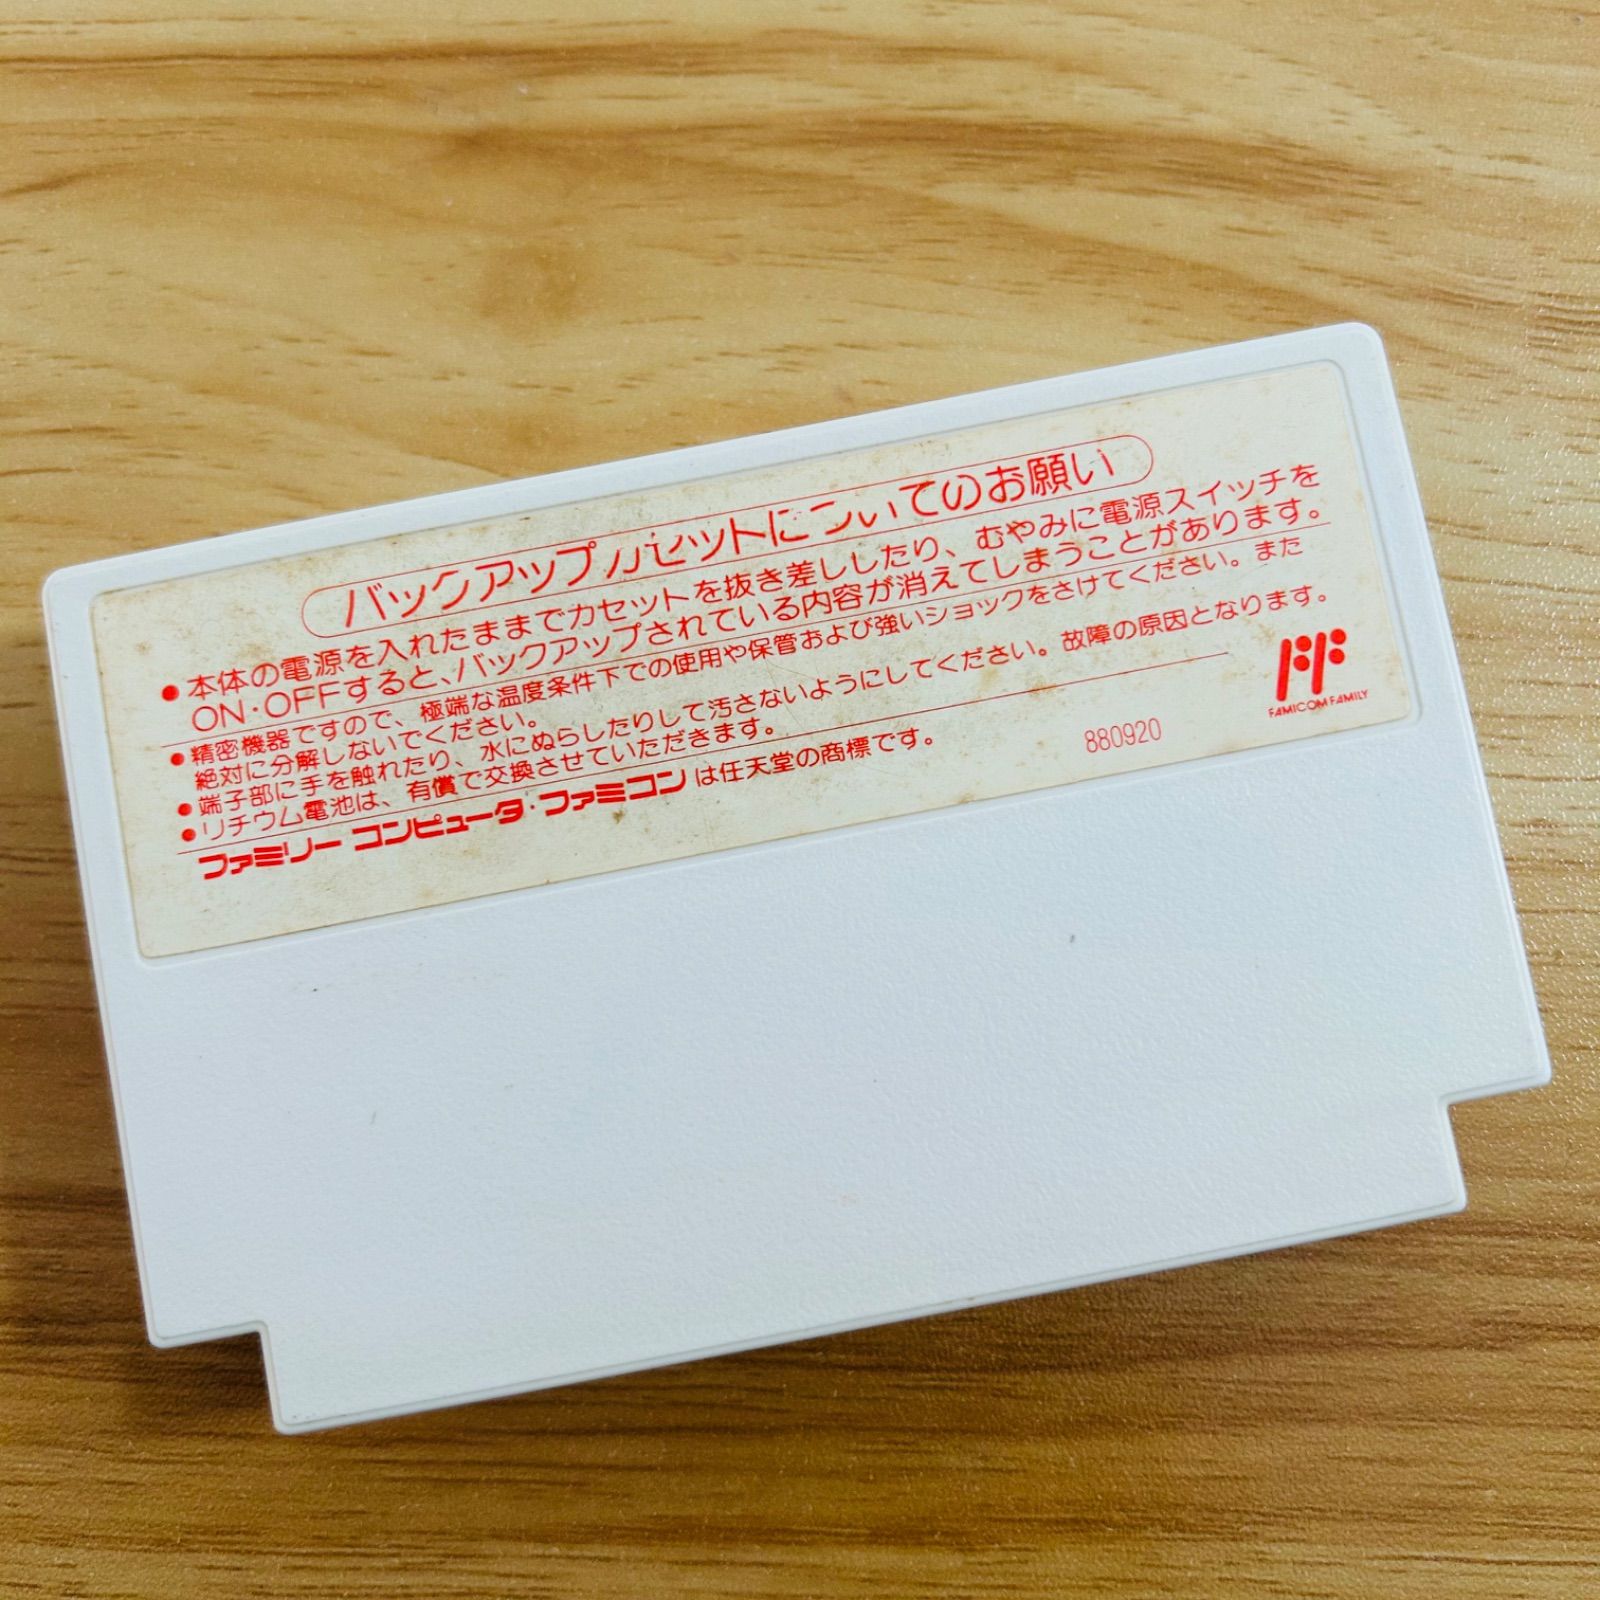 バックアップカセットについてのお願い
●本体の電源を入れたままでカセットを抜き差ししたり、むやみに電源スイッチを
ON・OFFすると、バックアップされている内容が消えてしまうことがあります。
●精密機器ですので、極端な温度条件下での使用や保管および強いショックをさけてください。また
絶対に分解しないでください。
●端子部に手を触れたり、水にぬらしたりして汚さないようにしてください。故障の原因となります。
●リチウム電池は、有償で交換させていただきます。
ファミリーコンピュータ・ファミコンは任天堂の商標です。
880920
FAMICOM FAMILY